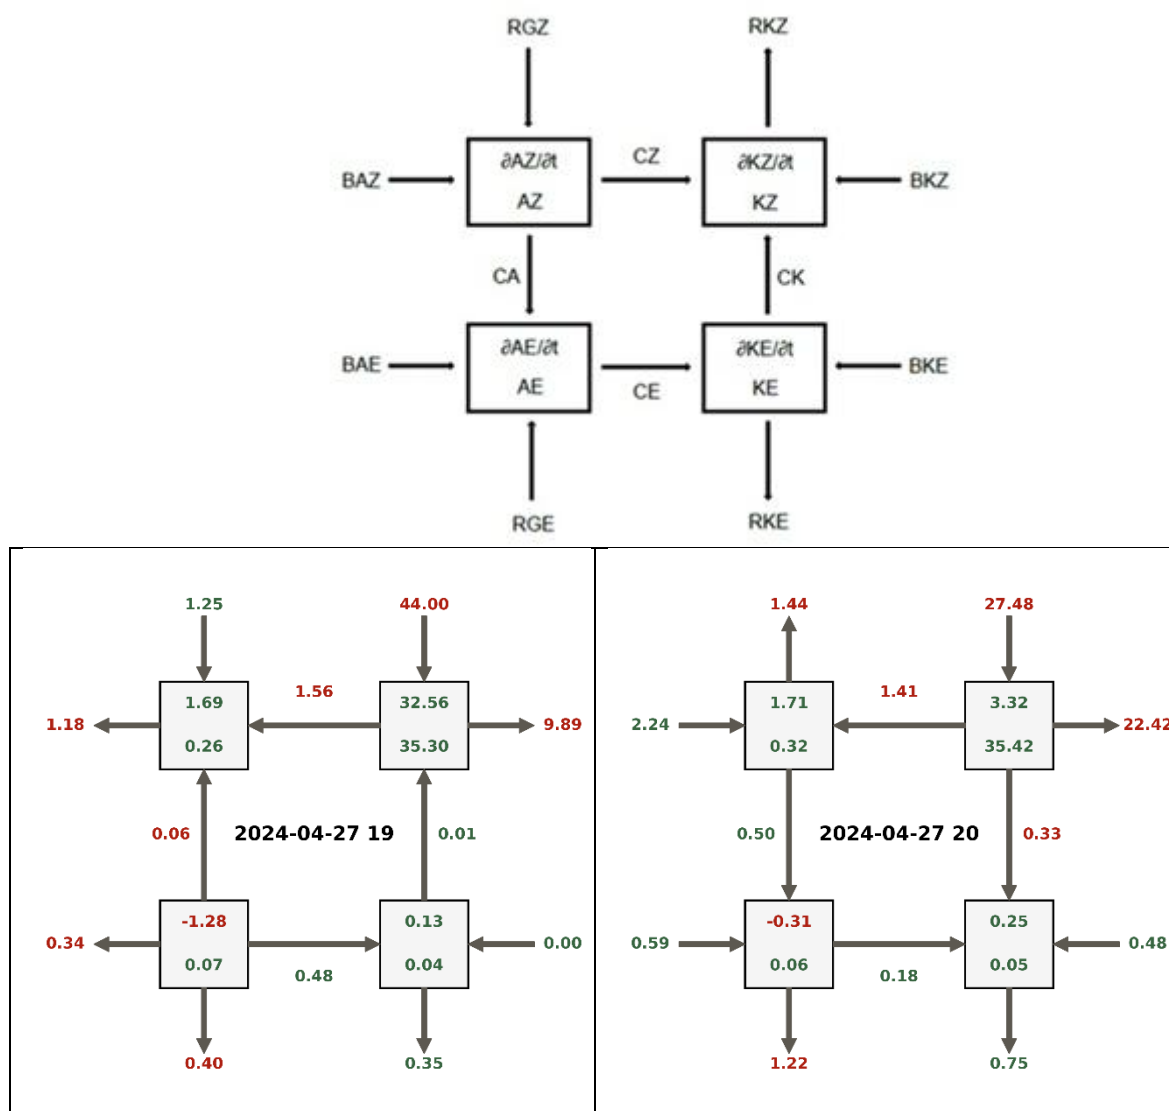 RGZ RKZ
∂AZ/∂t CZ ∂KZ/∂t
BAZ AZ KZ BKZ
CA CK
∂AE/∂t ∂KE/∂t
BAE AE CE KE BKE
RGE RKE
1.25 44.00
1.69 1.56 32.56
1.18 0.26 35.30 9.89
0.06 2024-04-27 19 0.01
-1.28 0.13
0.34 0.07 0.48 0.04 0.00
0.40 0.35
1.44 27.48
1.71 1.41 3.32
2.24 0.32 35.42 22.42
0.50 2024-04-27 20 0.33
-0.31 0.25
0.59 0.06 0.18 0.05 0.48
1.22 0.75